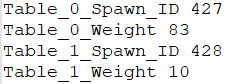 Table_0_Spawn_ID 427
Table_0_Weight 83
Table_1_Spawn_ID 428
Table_1_Weight 10